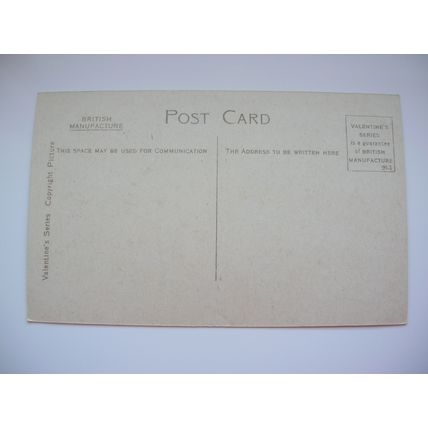 BRITISH
MANUFACTURE
POST CARD
VALENTINE'S
SERIES
is a guarantee
of BRITISH
MANUFACTURE
THIS SPACE MAY BE USED FOR COMMUNICATION
THE ADDRESS TO BE WRITTEN HERE
Valentine's Series Copyright Picture